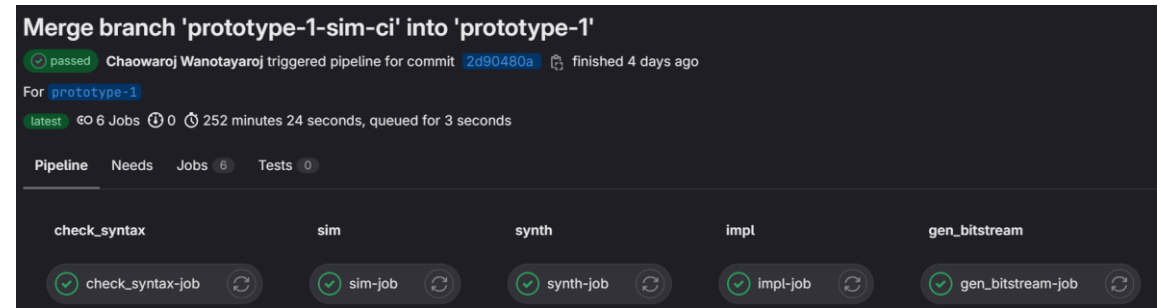 Merge branch 'prototype-1-sim-ci' into 'prototype-1'
passed Chaowaroj Wanotayaroj triggered pipeline for commit 2d90480a finished 4 days ago
For prototype-1
latest 6 Jobs 0 252 minutes 24 seconds, queued for 3 seconds
Pipeline Needs Jobs 6 Tests 0
check_syntax sim synth impl gen_bitstream
check_syntax-job sim-job synth-job impl-job gen_bitstream-job